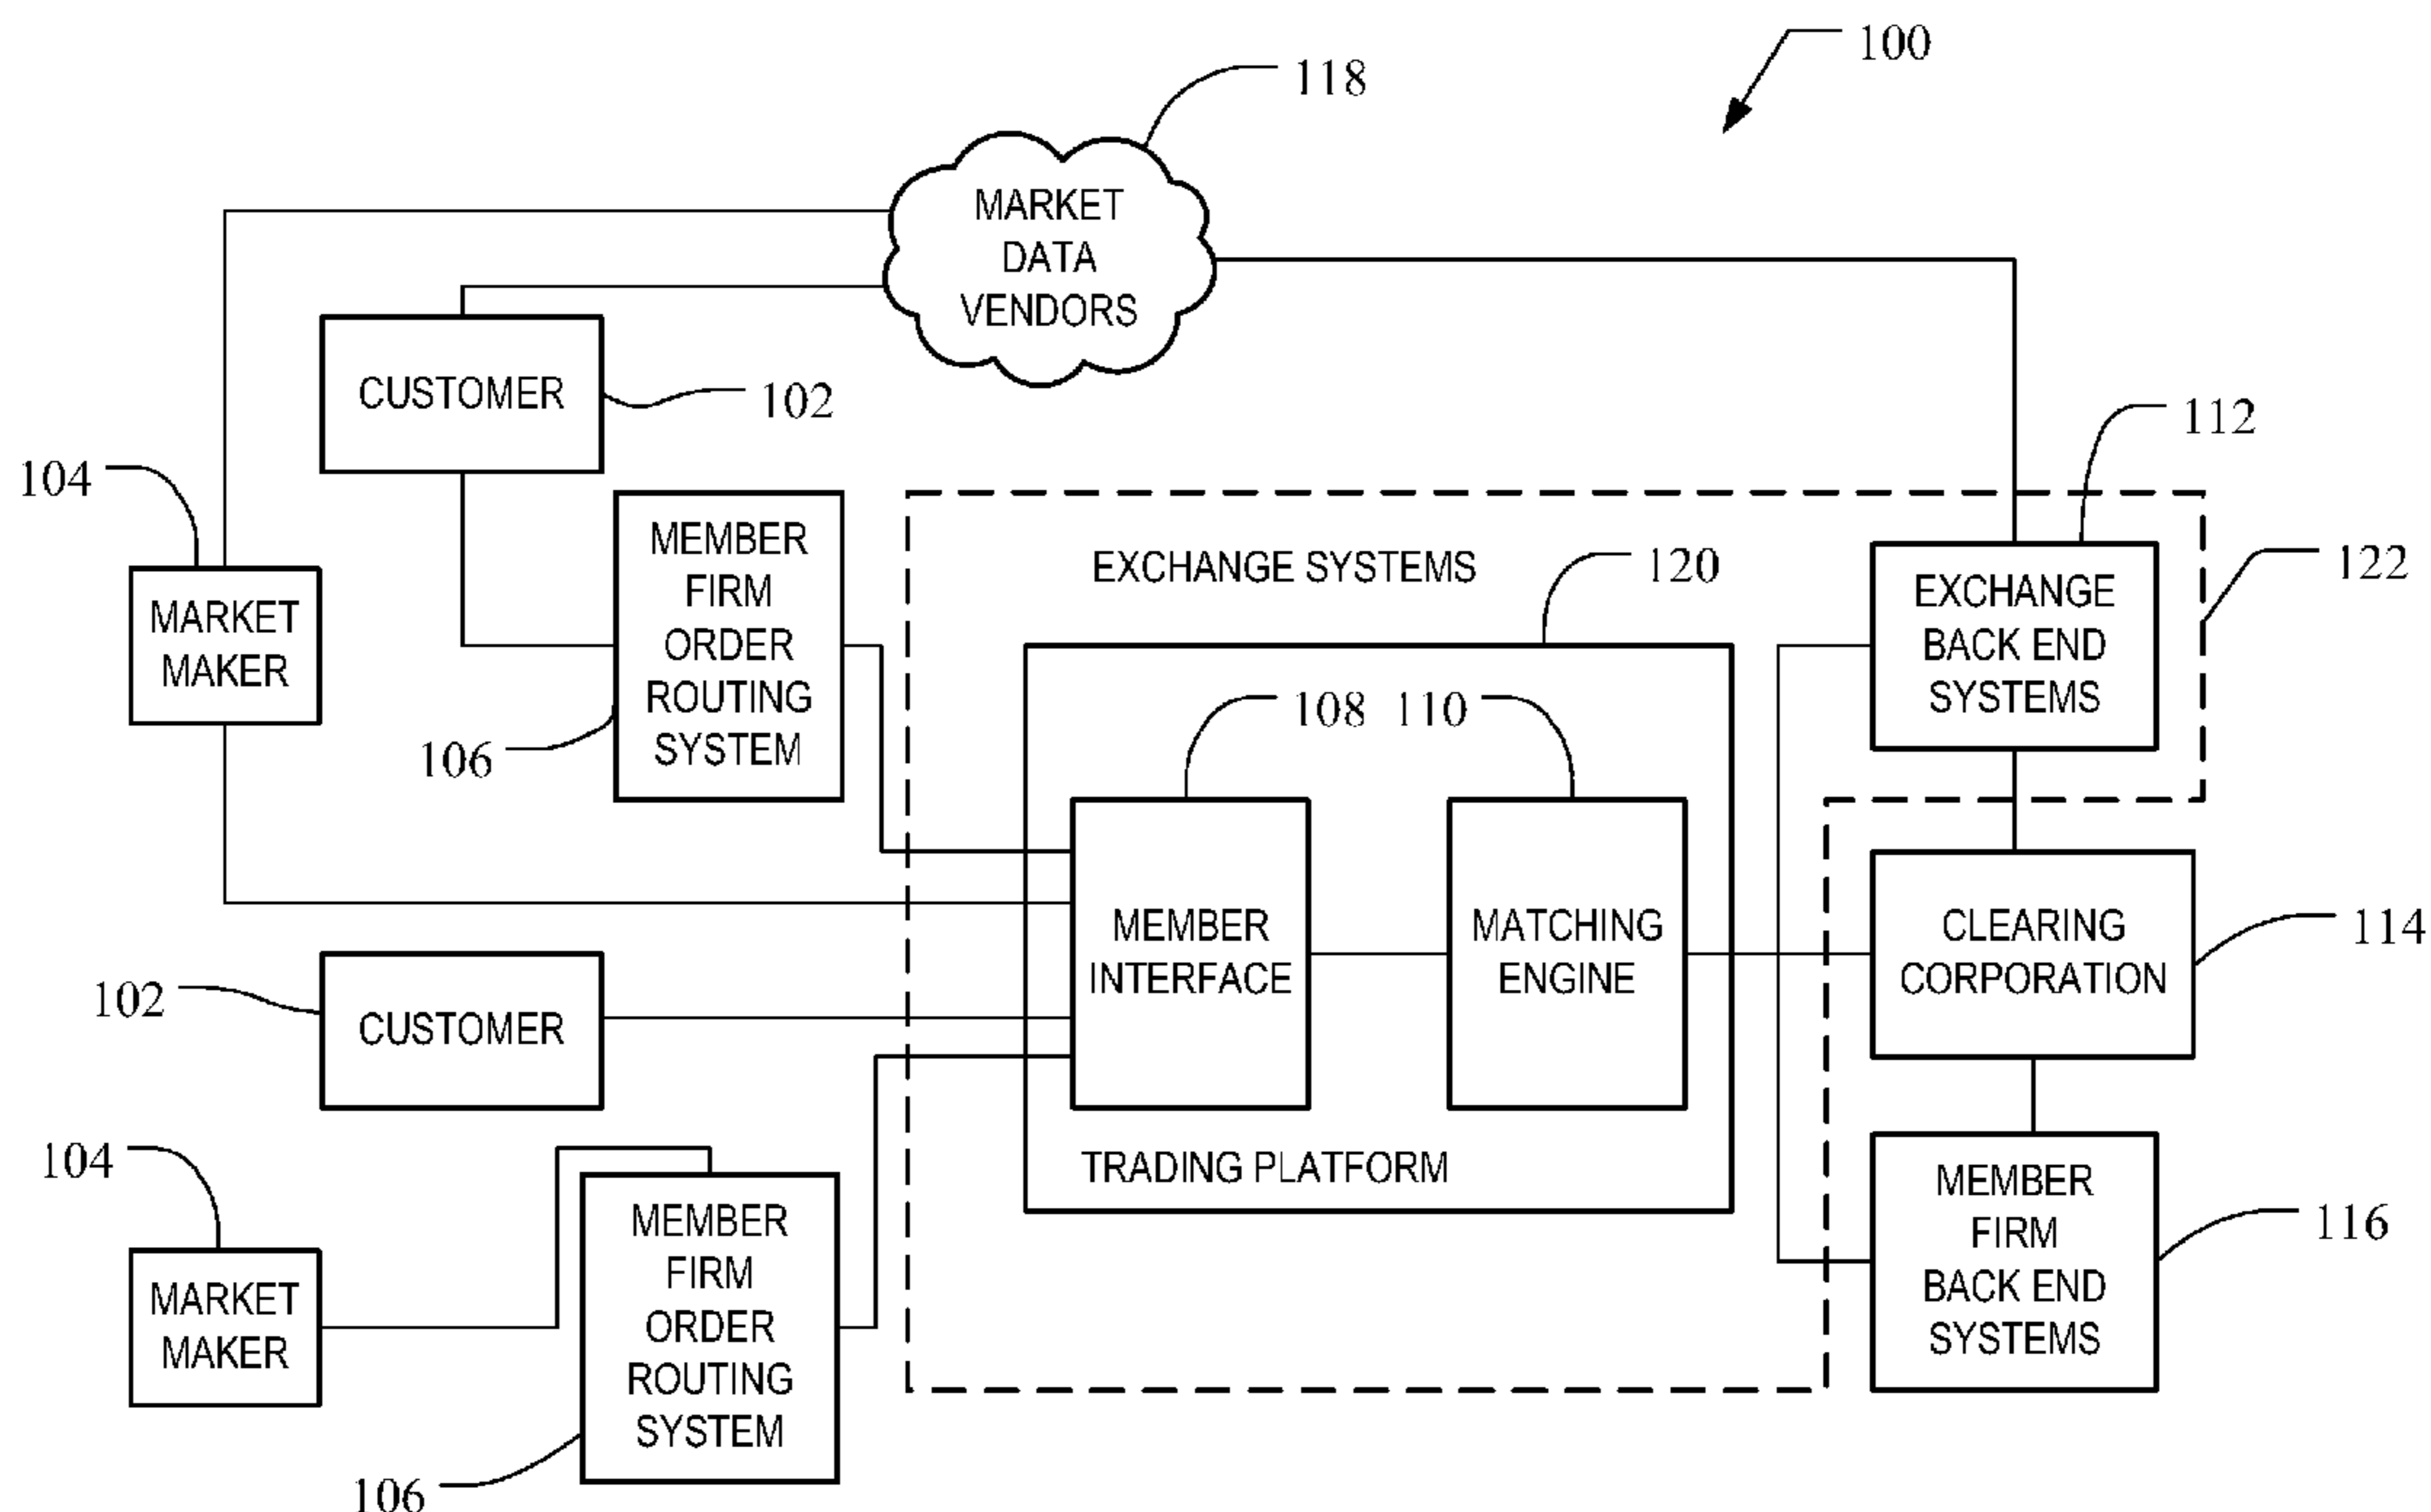 100
118
MARKET
DATA
VENDORS
CUSTOMER
102
112
104
MEMBER
FIRM
ORDER
ROUTING
SYSTEM
106
MARKET
MAKER
EXCHANGE SYSTEMS
120
122
EXCHANGE
BACK END
SYSTEMS
108
110
MEMBER
INTERFACE
MATCHING
ENGINE
CLEARING
CORPORATION
114
102
CUSTOMER
TRADING PLATFORM
104
MARKET
MAKER
MEMBER
FIRM
ORDER
ROUTING
SYSTEM
106
MEMBER
FIRM
BACK END
SYSTEMS
116